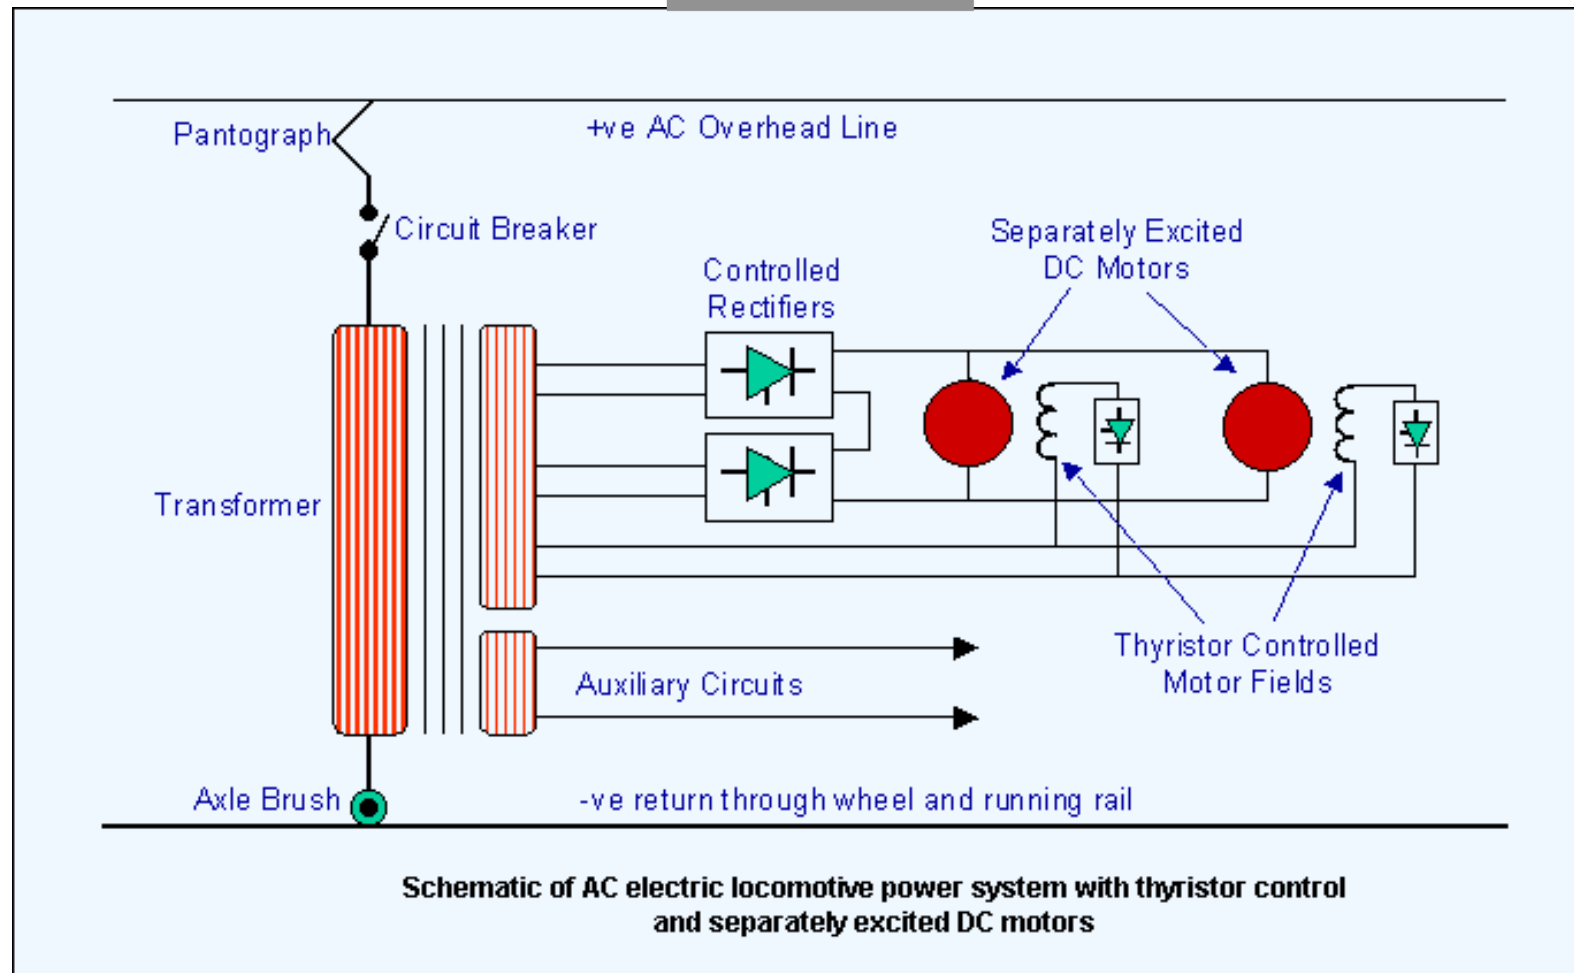 Pantograph
+ve AC Overhead Line
Circuit Breaker
Separately Excited
DC Motors
Controlled
Rectifiers
Transformer
Thyristor Controlled
Motor Fields
Auxiliary Circuits
Axle Brush
-ve return through wheel and running rail
Schematic of AC electric locomotive power system with thyristor control
and separately excited DC motors